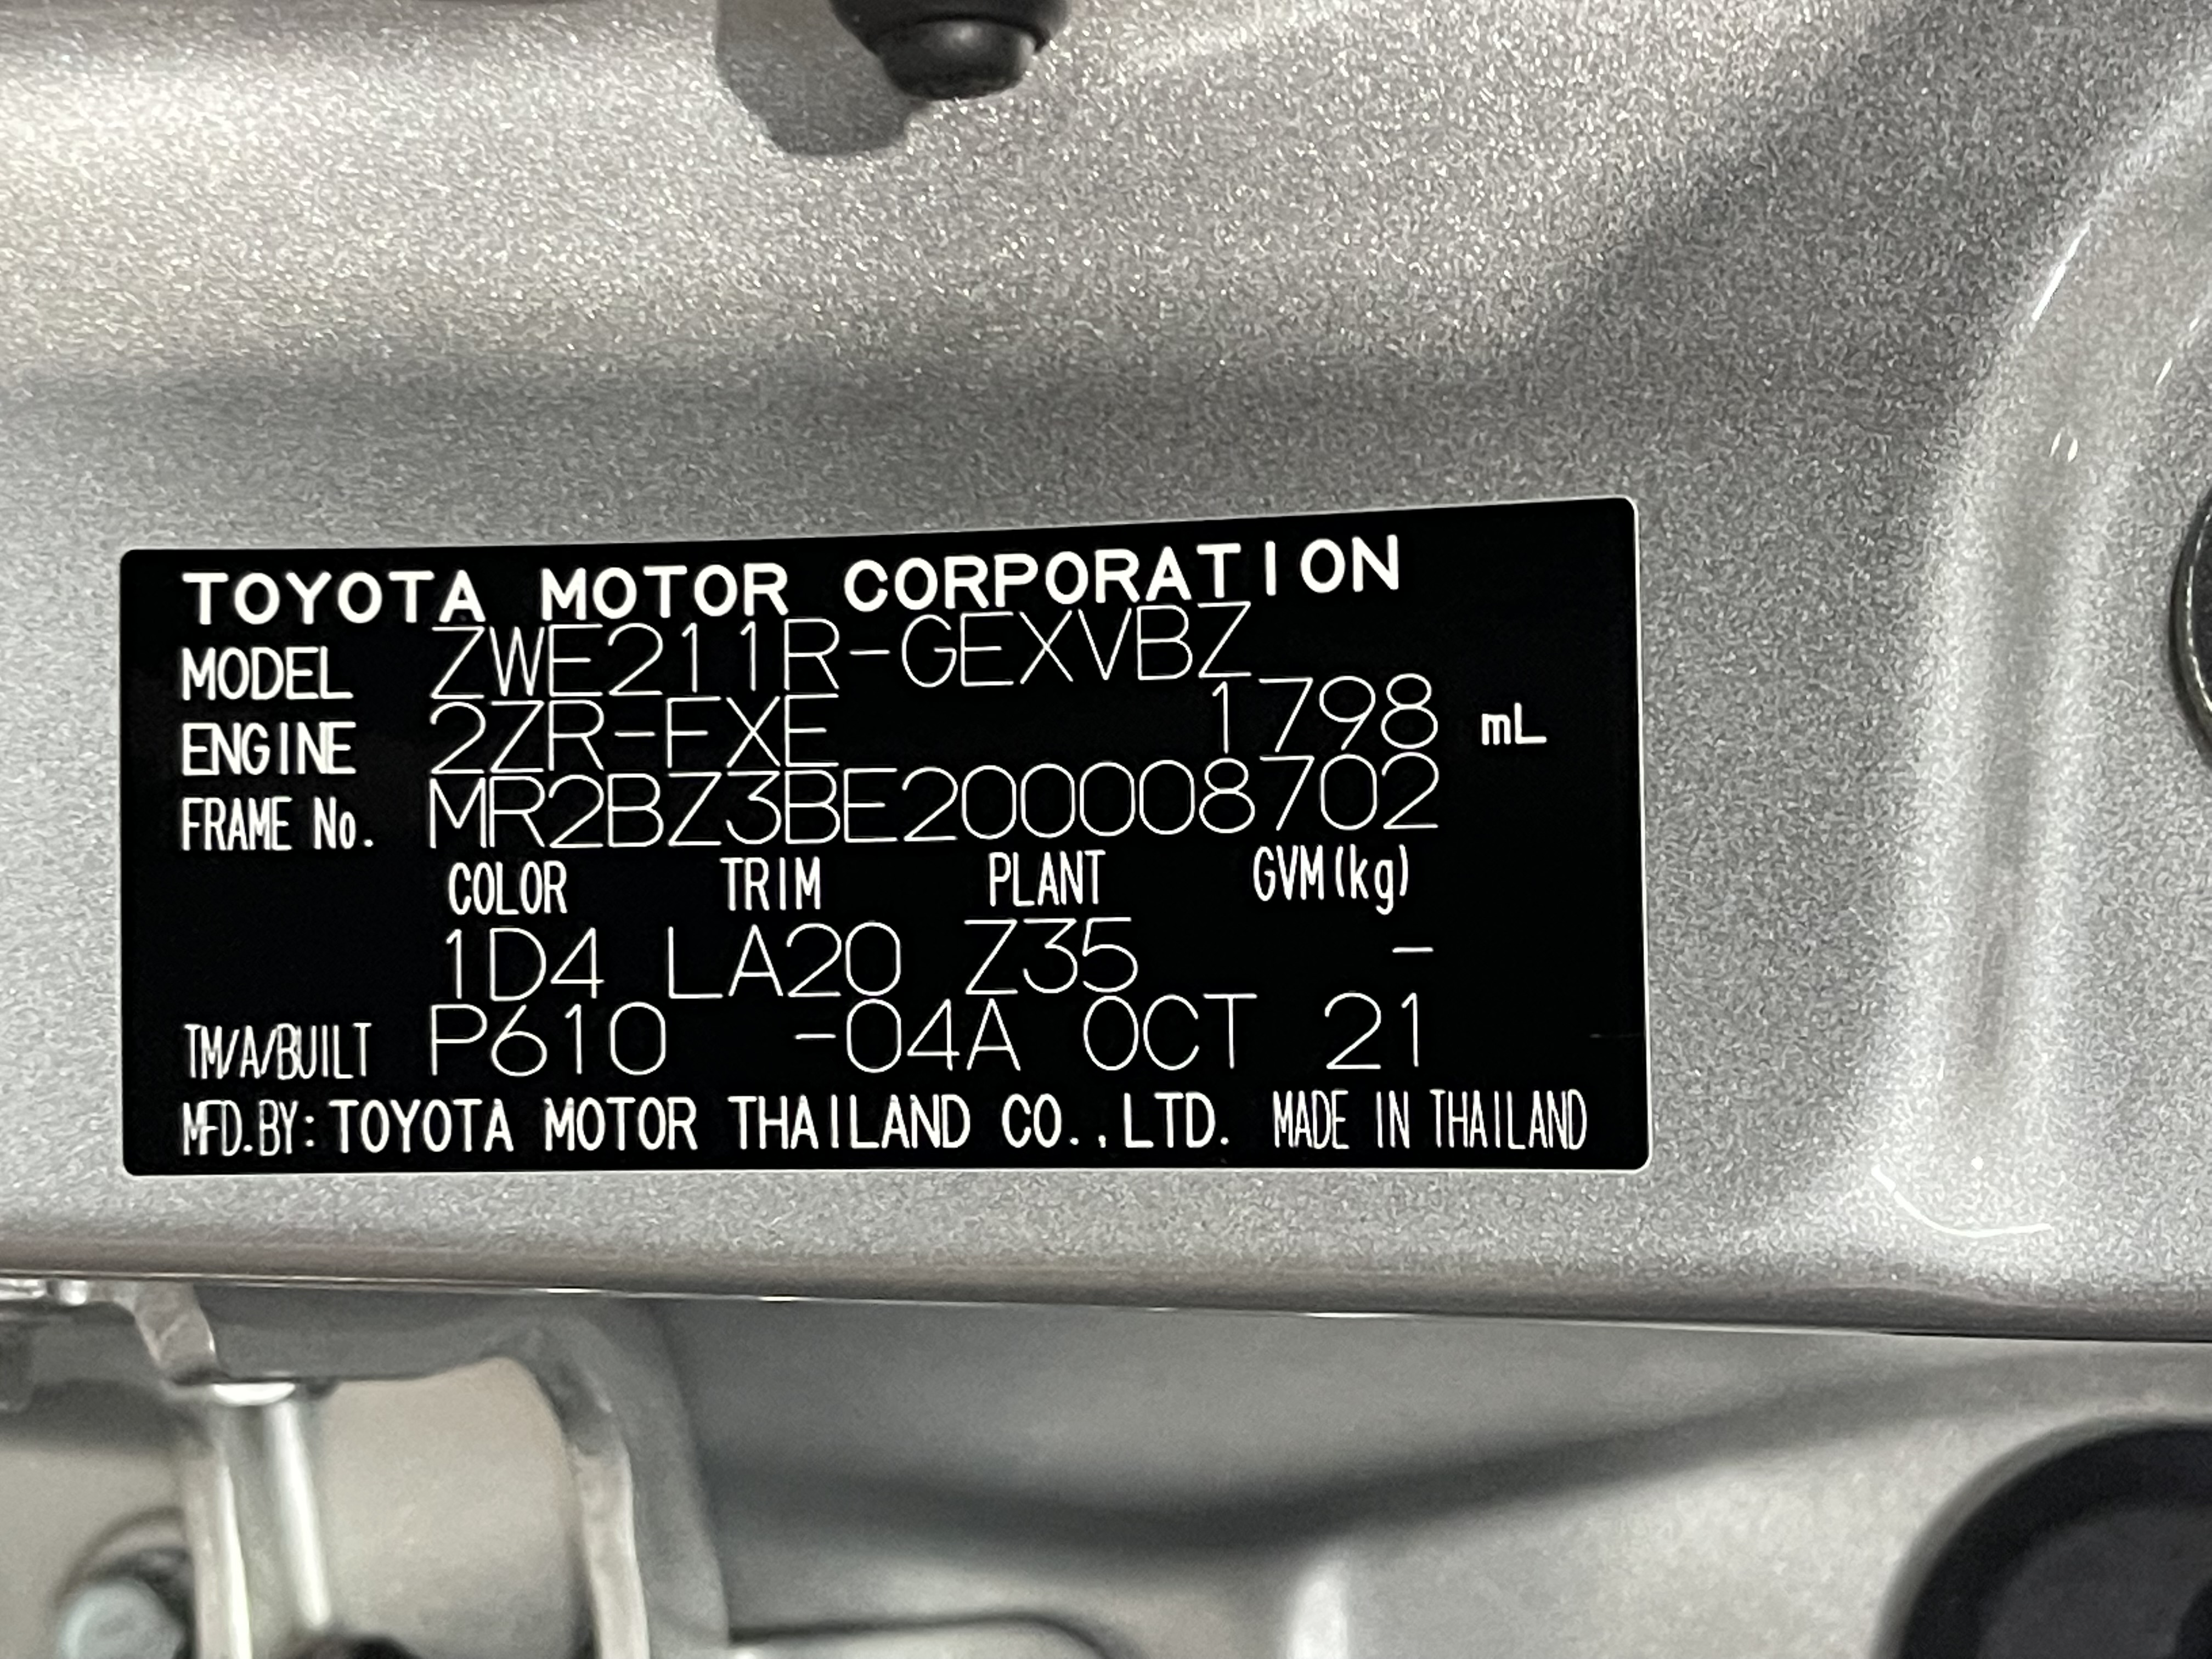 TOYOTA MOTOR CORPORATION
MODEL ZWE211R-GEXVBZ
ENGINE 2ZR-FXE 1798 mL
FRAME No. MR2BZ3BE200008702
COLOR TRIM PLANT GVM(kg)
1D4 LA20 Z35 -
TM/A/BUILT P610 -04A OCT 21
MFD.BY: TOYOTA MOTOR THAILAND CO.,LTD. MADE IN THAILAND